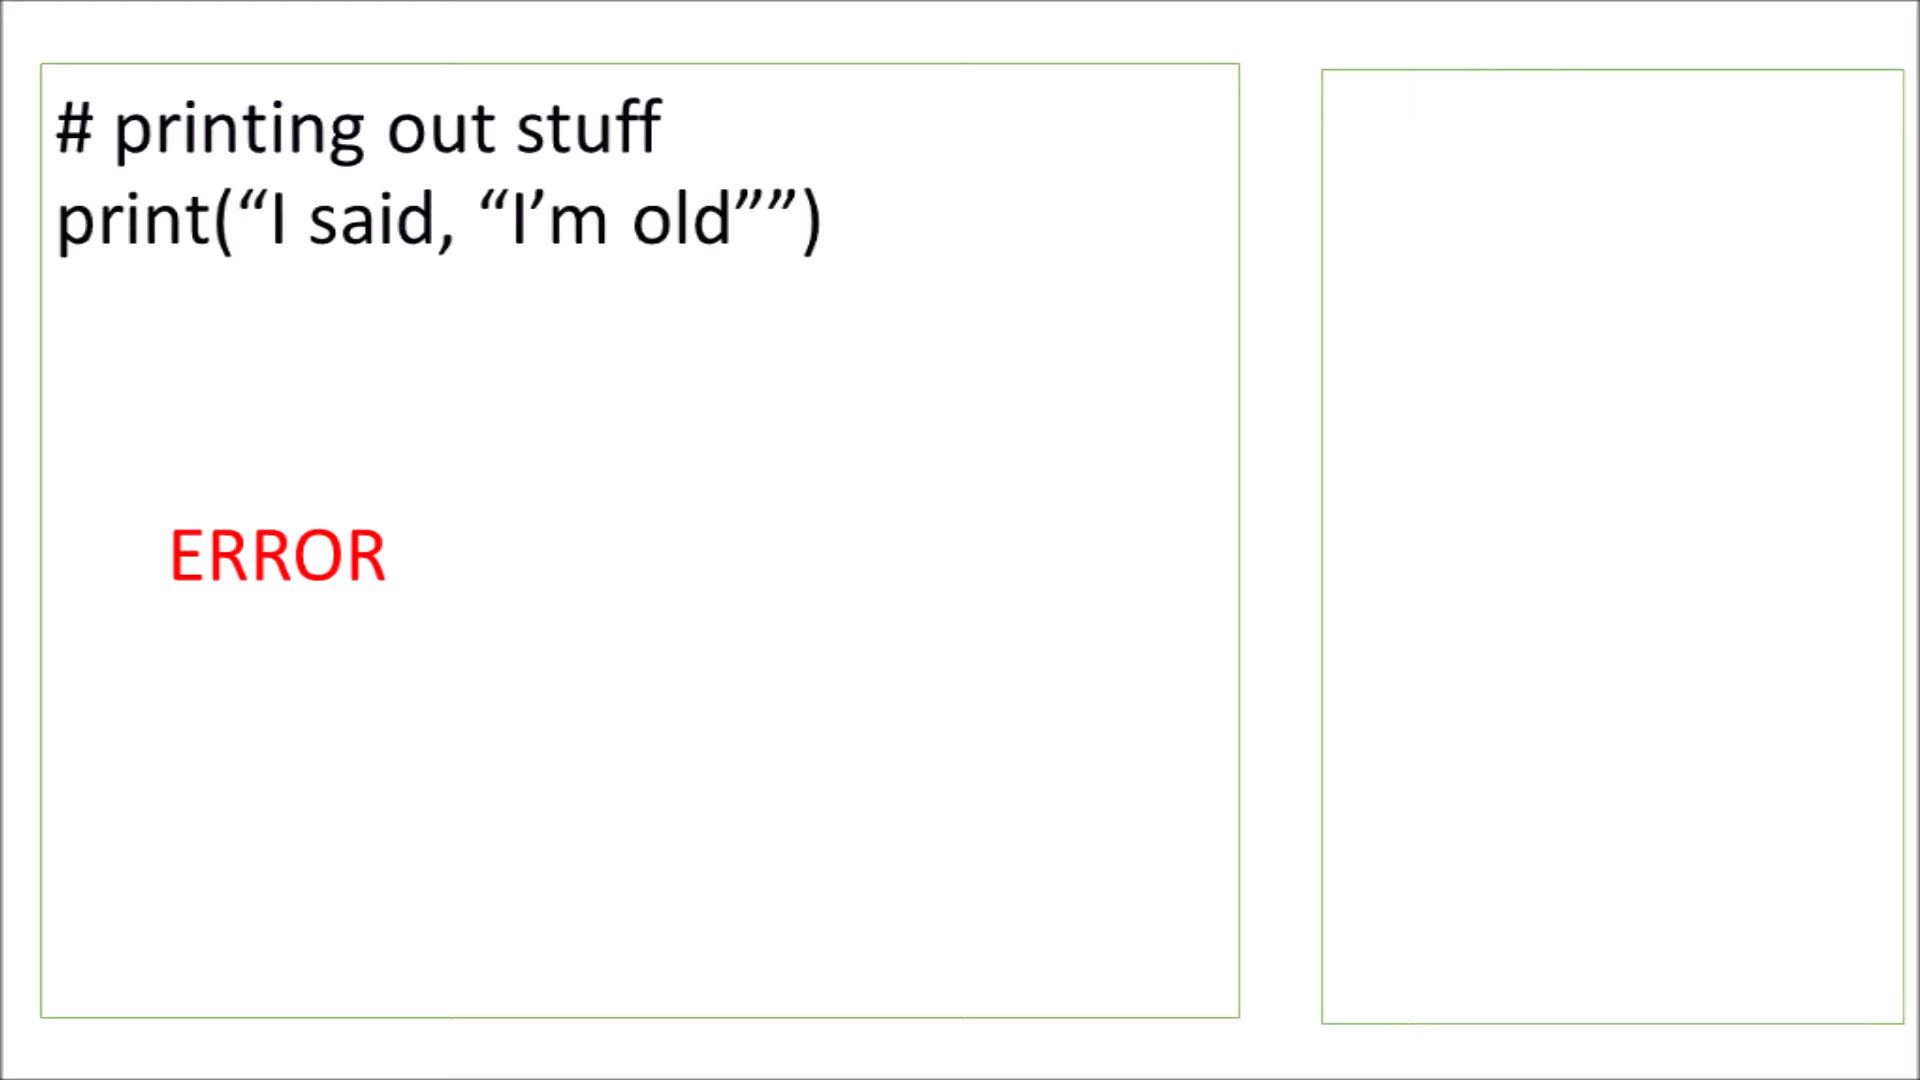 # printing out stuff
print(“I said, “I’m old””)
ERROR